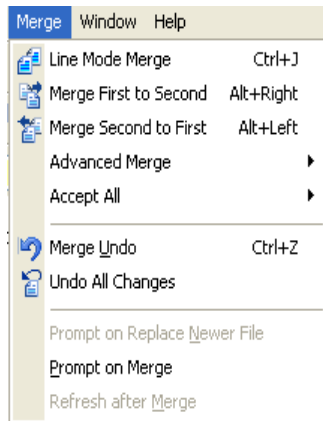 Merge Window Help
Line Mode Merge Ctrl+J
Merge First to Second Alt+Right
Merge Second to First Alt+Left
Advanced Merge
Accept All
Merge Undo Ctrl+Z
Undo All Changes
Prompt on Replace Newer File
Prompt on Merge
Refresh after Merge